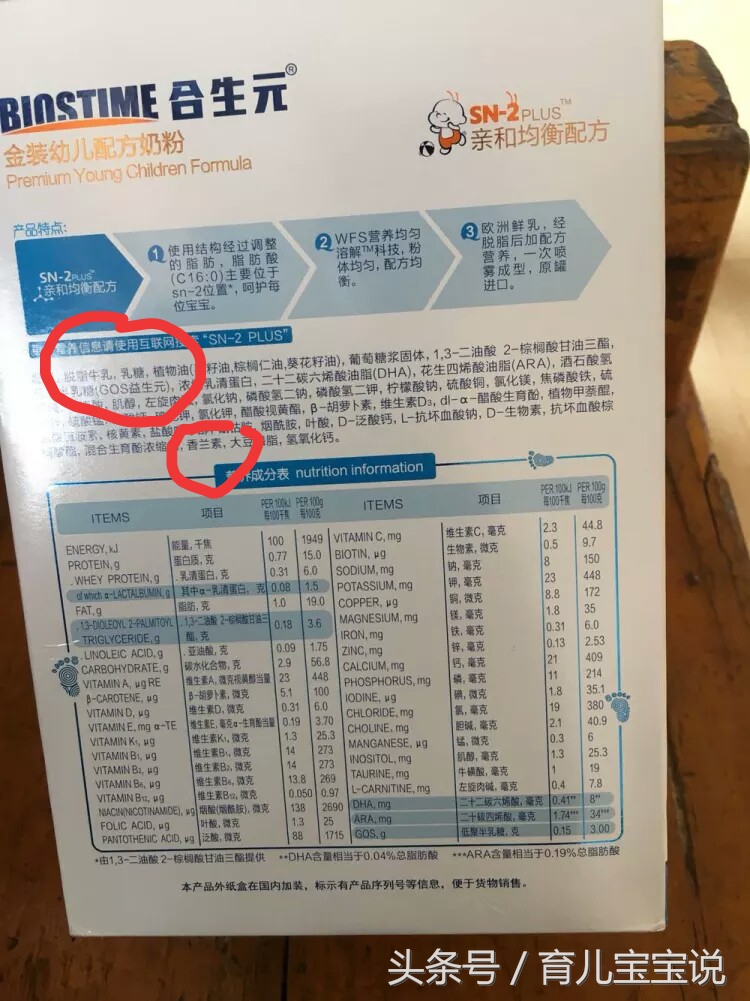 BIOSTIME 合生元®
金装幼儿配方奶粉
Premium Young Children Formula
SN-2 PLUS™
亲和均衡配方
产品特点:
SN-2 PLUS™
亲和均衡配方
1 使用结构经过调整
的脂肪，脂肪酸
(C16:0)主要位于
sn-2位置*, 呵护每
位宝宝。
2 WFS营养均匀
溶解™科技，粉
体均匀，配方均
衡。
3 欧洲鲜乳，经
脱脂后加配方
营养，一次喷
雾成型，原罐
进口。
营养信息请使用互联网搜索 "SN-2 PLUS"
脱脂牛乳, 乳糖, 植物油(籽油,棕榈仁油,葵花籽油), 葡萄糖浆固体, 1,3-二油酸 2-棕榈酸甘油三酯,
乳糖(GOS益生元), 浓缩乳清蛋白, 二十二碳六烯酸油脂(DHA), 花生四烯酸油脂(ARA), 酒石酸氢
肌醇, 左旋肉碱, 氯化钠, 磷酸氢二钾, 柠檬酸钠, 硫酸铜, 氯化镁, 焦磷酸铁, 硫
氯化钾, 醋酸视黄酯, β-胡萝卜素, 维生素D₃, dl-α-醋酸生育酚, 植物甲萘醌,
核黄素, 烟酰胺, 叶酸, D-泛酸钙, L-抗坏血酸钠, D-生物素, 抗坏血酸棕
混合生育酚浓缩物, 香兰素, 大豆磷脂, 氢氧化钙。
营养成分表 nutrition information
ITEMS 项目 PER 100kJ 每100千焦 PER 100g 每100克 ITEMS 项目 PER 100kJ 每100千焦 PER 100g 每100克
ENERGY, kJ 能量, 千焦 100 1949
PROTEIN, g 蛋白质, 克 0.77 15.0
.WHEY PROTEIN, g .乳清蛋白, 克 0.31 6.0
of which α-LACTALBUMIN, g 其中α-乳清蛋白, 克 0.08 1.5
FAT, g 脂肪, 克 1.0 19.0
.1,3-DIOLEOYL 2-PALMITOYL .1,3-二油酸 2-棕榈酸甘油三
TRIGLYCERIDE, g 酯, 克 0.18 3.6
.LINOLEIC ACID, g .亚油酸, 克 0.09 1.75
CARBOHYDRATE, g 碳水化合物, 克 2.9 56.8
VITAMIN A, μg RE 维生素A, 微克视黄醇当量 23 448
β-CAROTENE, μg β-胡萝卜素, 微克 5.1 100
VITAMIN D, μg 维生素D, 微克 0.31 6.0
VITAMIN E, mg α-TE 维生素E, 毫克α-生育酚当量 0.19 3.70
VITAMIN K₁, μg 维生素K₁, 微克 1.3 25.3
VITAMIN B₁, μg 维生素B₁, 微克 14 273
VITAMIN B₂, μg 维生素B₂, 微克 14 273
VITAMIN B₆, μg 维生素B₆, 微克 13.8 269
VITAMIN B₁₂, μg 维生素B₁₂, 微克 0.050 0.97
NIACIN(NICOTINAMIDE), μg 烟酸(烟酰胺), 微克 138 2690
FOLIC ACID, μg 叶酸, 微克 1.3 25
PANTOTHENIC ACID, μg 泛酸, 微克 88 1715
VITAMIN C, mg 维生素C, 毫克 2.3 44.8
BIOTIN, μg 生物素, 微克 0.5 9.7
SODIUM, mg 钠, 毫克 8 150
POTASSIUM, mg 钾, 毫克 23 448
COPPER, μg 铜, 微克 8.8 172
MAGNESIUM, mg 镁, 毫克 1.8 35
IRON, mg 铁, 毫克 0.31 6.0
ZINC, mg 锌, 毫克 0.13 2.53
CALCIUM, mg 钙, 毫克 21 409
PHOSPHORUS, mg 磷, 毫克 11 214
IODINE, μg 碘, 微克 1.8 35.1
CHLORIDE, mg 氯, 毫克 19 380
CHOLINE, mg 胆碱, 毫克 2.1 40.9
MANGANESE, μg 锰, 微克 0.3 6
INOSITOL, mg 肌醇, 毫克 1.3 25.3
TAURINE, mg 牛磺酸, 毫克 1 19
L-CARNITINE, mg 左旋肉碱, 毫克 0.4 7.8
DHA, mg 二十二碳六烯酸, 毫克 0.41** 8**
ARA, mg 二十碳四烯酸, 毫克 1.74*** 34***
GOS, g 低聚半乳糖, 克 0.15 3.00
*由1,3-二油酸 2-棕榈酸甘油三酯提供 **DHA含量相当于0.04%总脂肪酸 ***ARA含量相当于0.19%总脂肪酸
本产品外纸盒在国内加装，标示有产品序列号等信息，便于货物销售。
头条号 / 育儿宝宝说